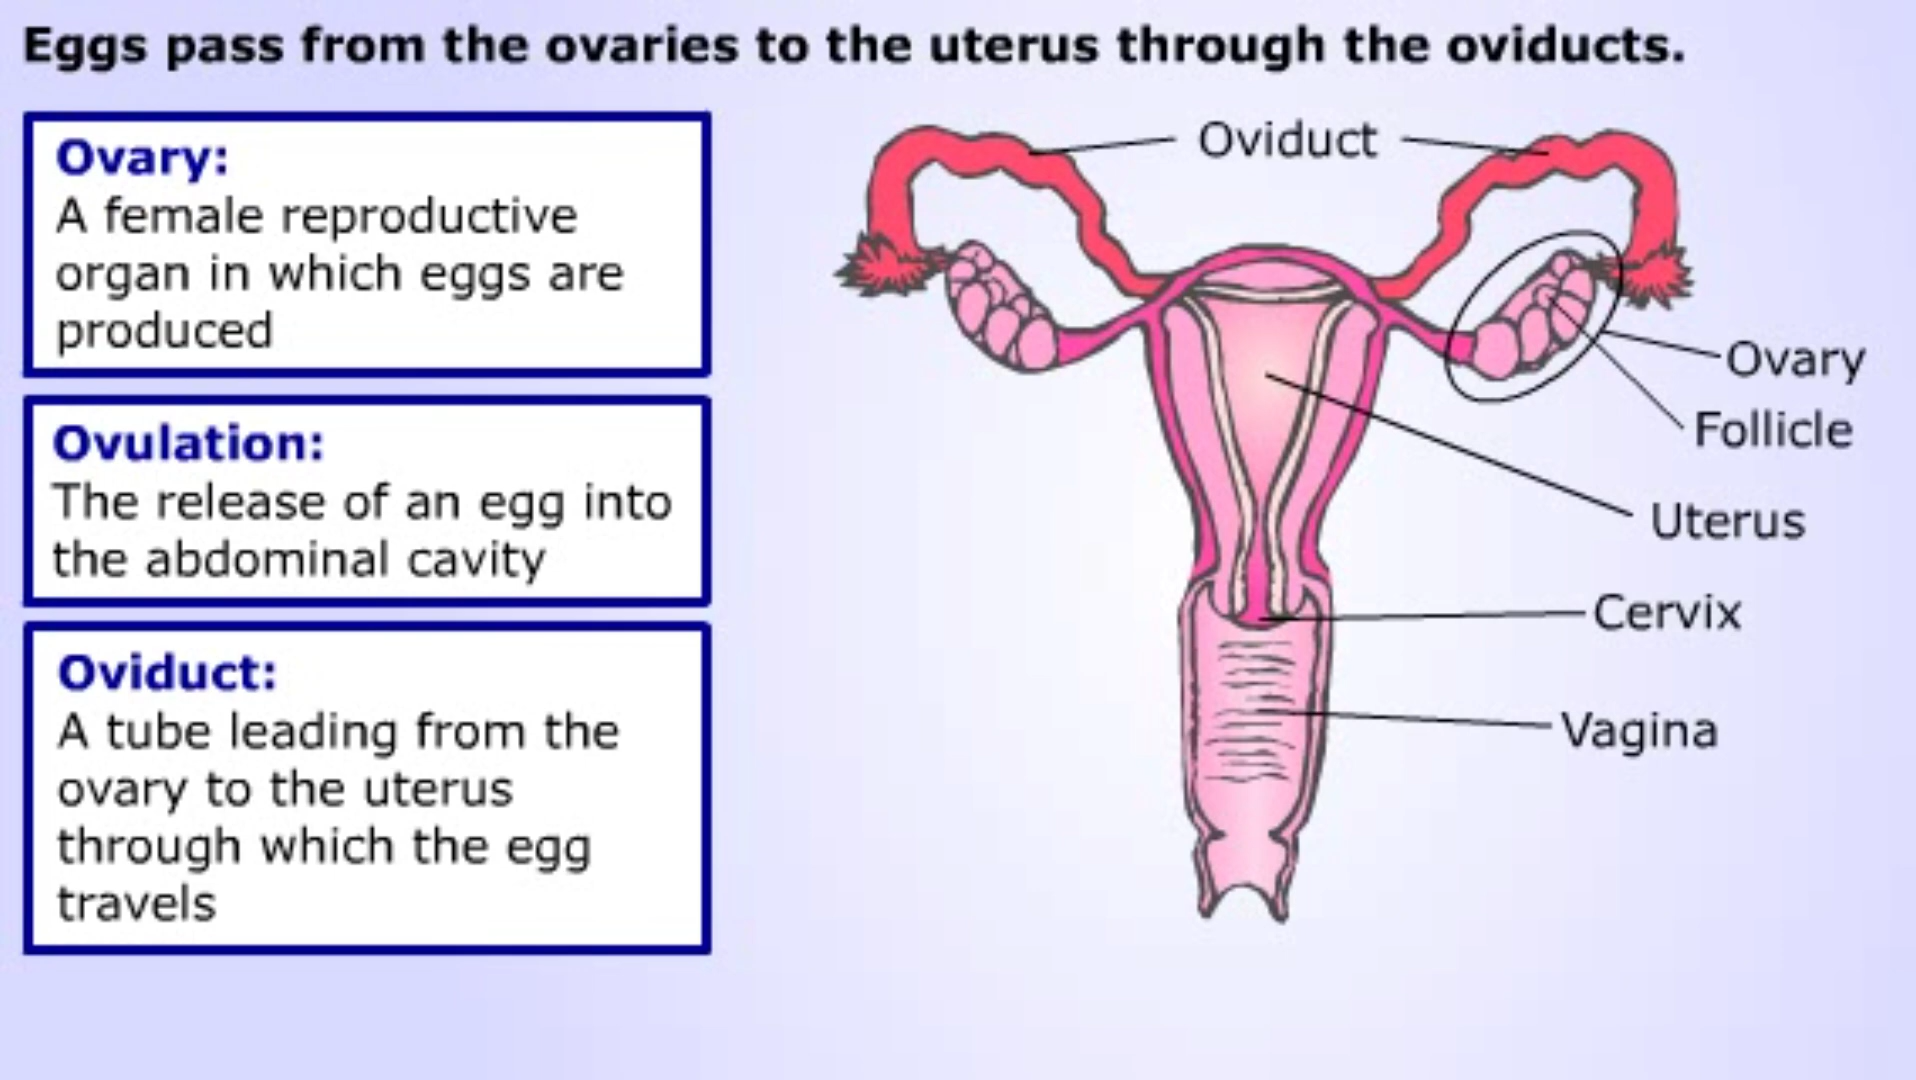 Eggs pass from the ovaries to the uterus through the oviducts.
Ovary:
A female reproductive
organ in which eggs are
produced
Ovulation:
The release of an egg into
the abdominal cavity
Oviduct:
A tube leading from the
ovary to the uterus
through which the egg
travels
Oviduct
Ovary
Follicle
Uterus
Cervix
Vagina